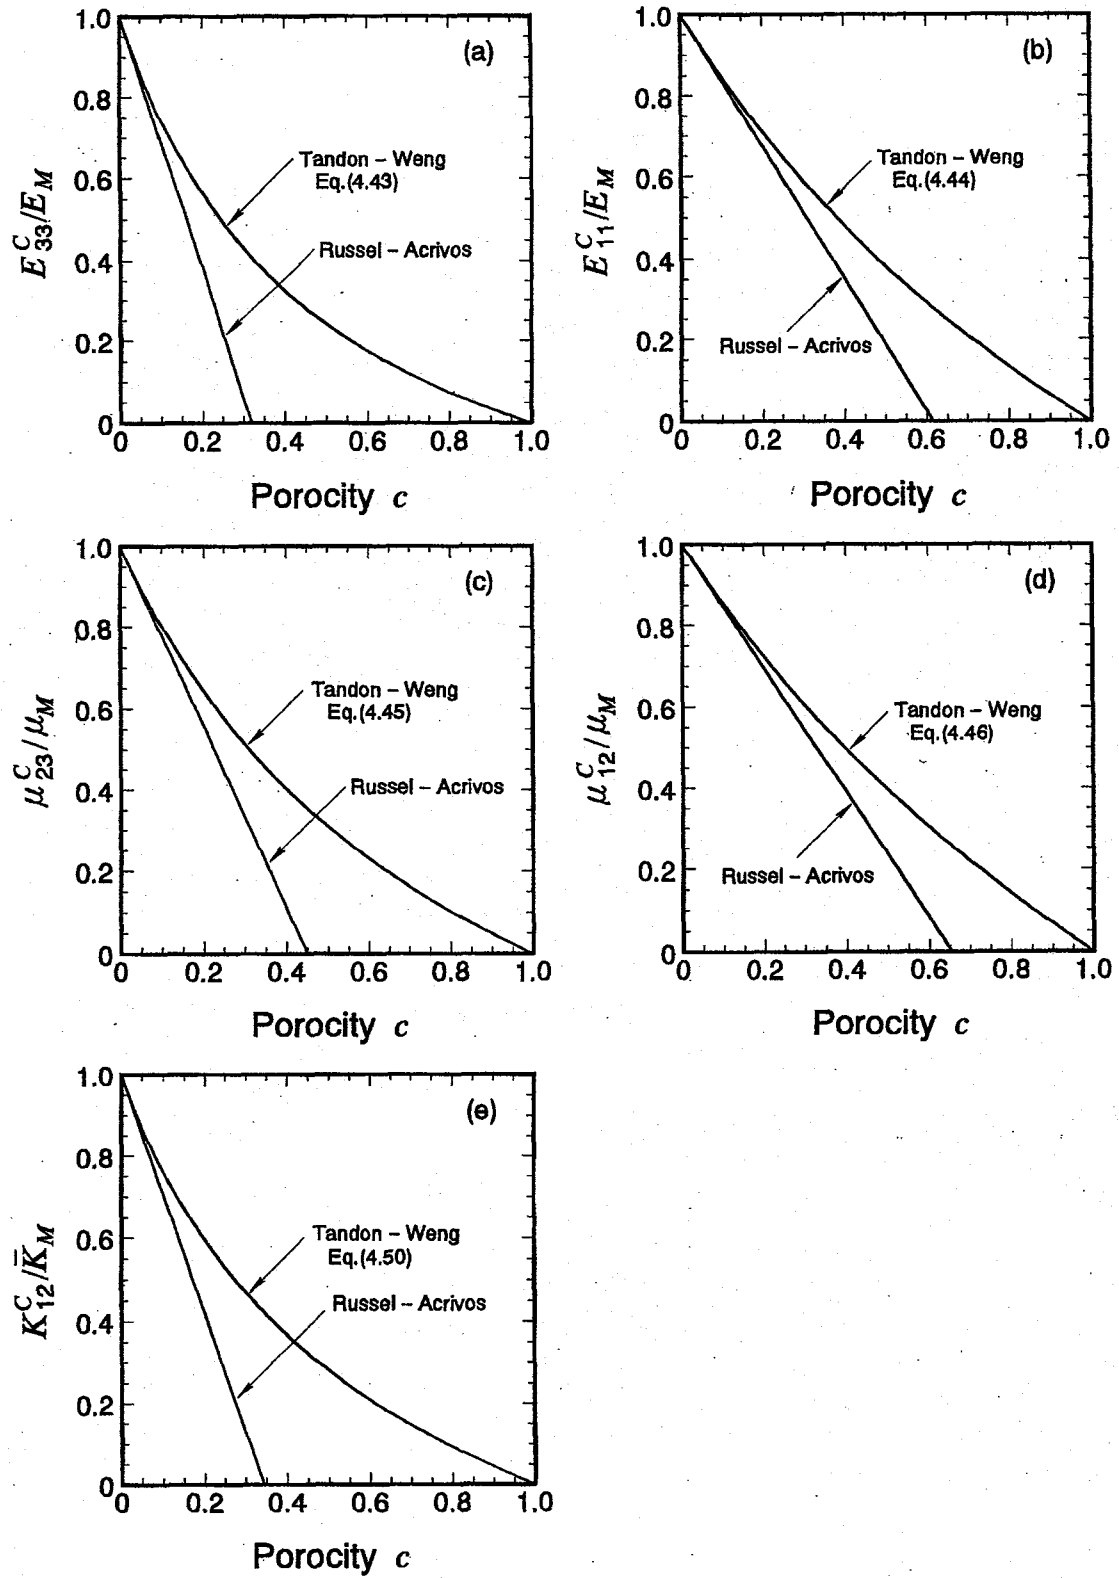 (a)
E^C_33/E_M
1.0
0.8
0.6
0.4
0.2
0
Tandon – Weng
Eq.(4.43)
Russel – Acrivos
0 0.2 0.4 0.6 0.8 1.0
Porocity c
(b)
E^C_11/E_M
1.0
0.8
0.6
0.4
0.2
0
Tandon – Weng
Eq.(4.44)
Russel – Acrivos
0 0.2 0.4 0.6 0.8 1.0
Porocity c
(c)
μ^C_23/μ_M
1.0
0.8
0.6
0.4
0.2
0
Tandon – Weng
Eq.(4.45)
Russel – Acrivos
0 0.2 0.4 0.6 0.8 1.0
Porocity c
(d)
μ^C_12/μ_M
1.0
0.8
0.6
0.4
0.2
0
Tandon – Weng
Eq.(4.46)
Russel – Acrivos
0 0.2 0.4 0.6 0.8 1.0
Porocity c
(e)
K^C_12/K̄_M
1.0
0.8
0.6
0.4
0.2
0
Tandon – Weng
Eq.(4.50)
Russel – Acrivos
0 0.2 0.4 0.6 0.8 1.0
Porocity c